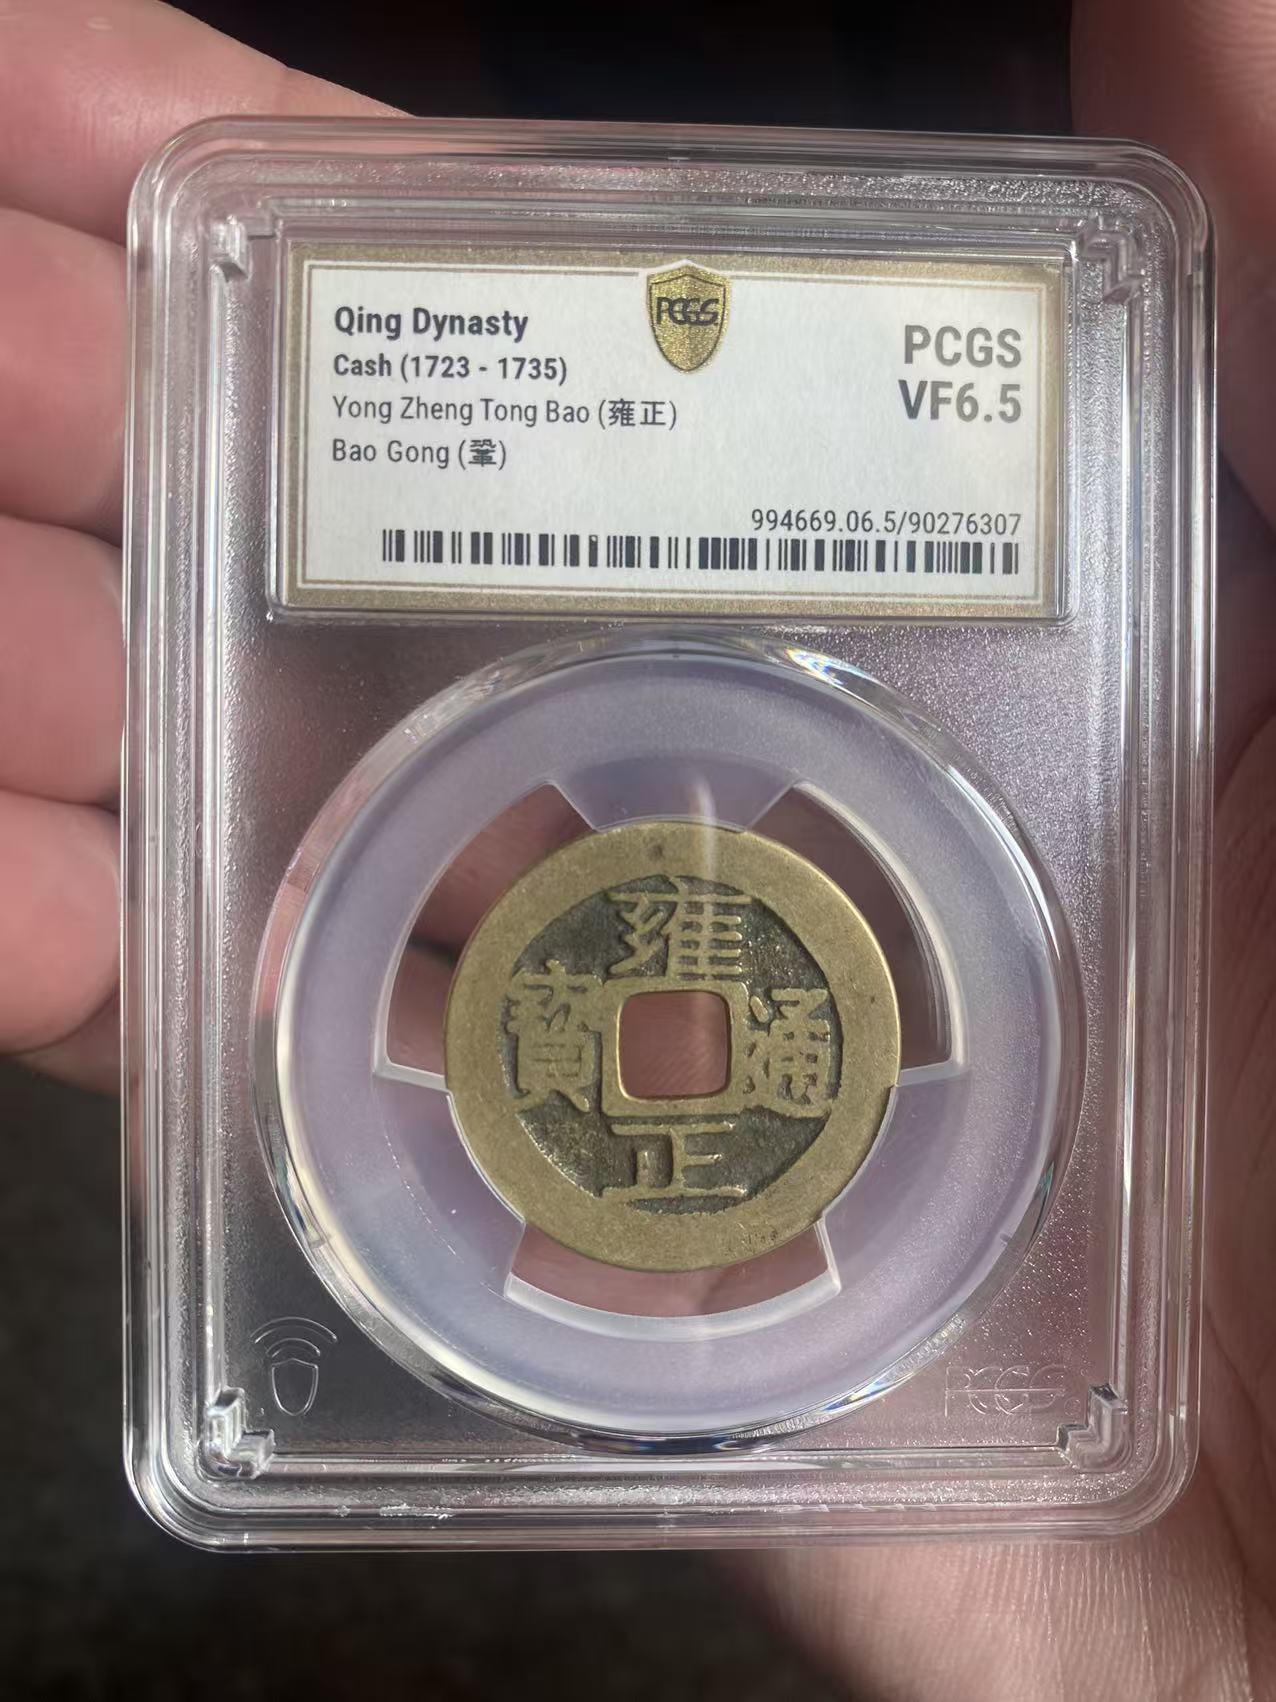 PCGS
Qing Dynasty
Cash (1723 - 1735)
Yong Zheng Tong Bao (雍正)
Bao Gong (鞏)
PCGS
VF6.5
994669.06.5/90276307
雍
寶 通
正
PCGS